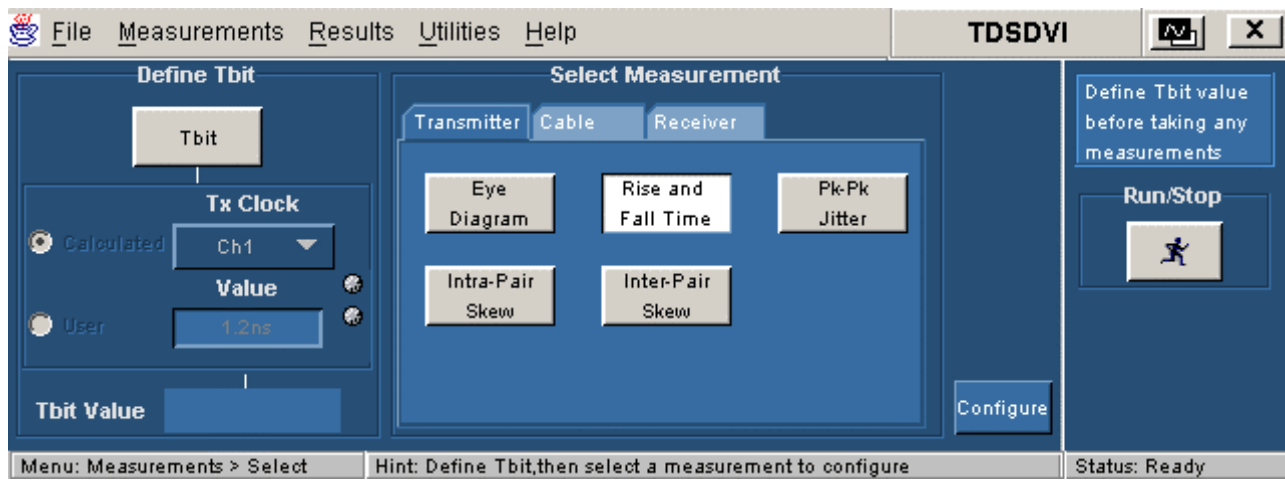 File Measurements Results Utilities Help TDSDVI X
Define Tbit
Tbit
Tx Clock
Calculated
Ch1
Value
User
1.2ns
Tbit Value
Select Measurement
Transmitter Cable Receiver
Eye
Diagram
Rise and
Fall Time
Pk-Pk
Jitter
Intra-Pair
Skew
Inter-Pair
Skew
Configure
Define Tbit value
before taking any
measurements
Run/Stop
Menu: Measurements > Select
Hint: Define Tbit,then select a measurement to configure
Status: Ready